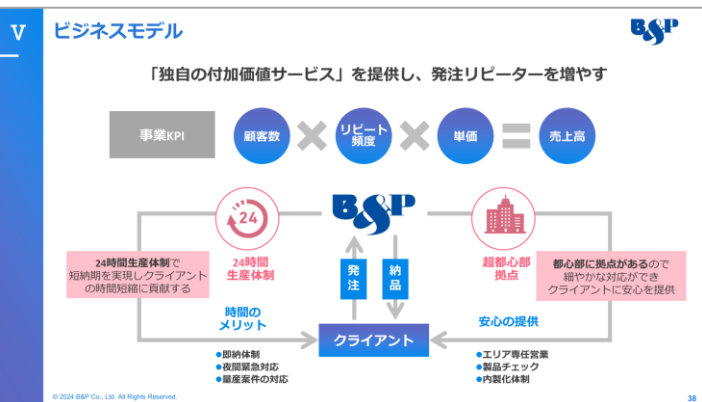 V
ビジネスモデル
B&P
「独自の付加価値サービス」を提供し、発注リピーターを増やす
事業KPI
顧客数
リピート
頻度
単価
売上高
24
B&P
24時間
生産体制
超都心部
拠点
24時間生産体制で
短納期を実現しクライアント
の時間短縮に貢献する
発注
納品
都心部に拠点があるので
細やかな対応ができ
クライアントに安心を提供
時間の
メリット
安心の提供
クライアント
●即納体制
●夜間緊急対応
●量産案件の対応
●エリア専任営業
●製品チェック
●内製化体制
© 2024 B&P Co., Ltd. All Rights Reserved.
38